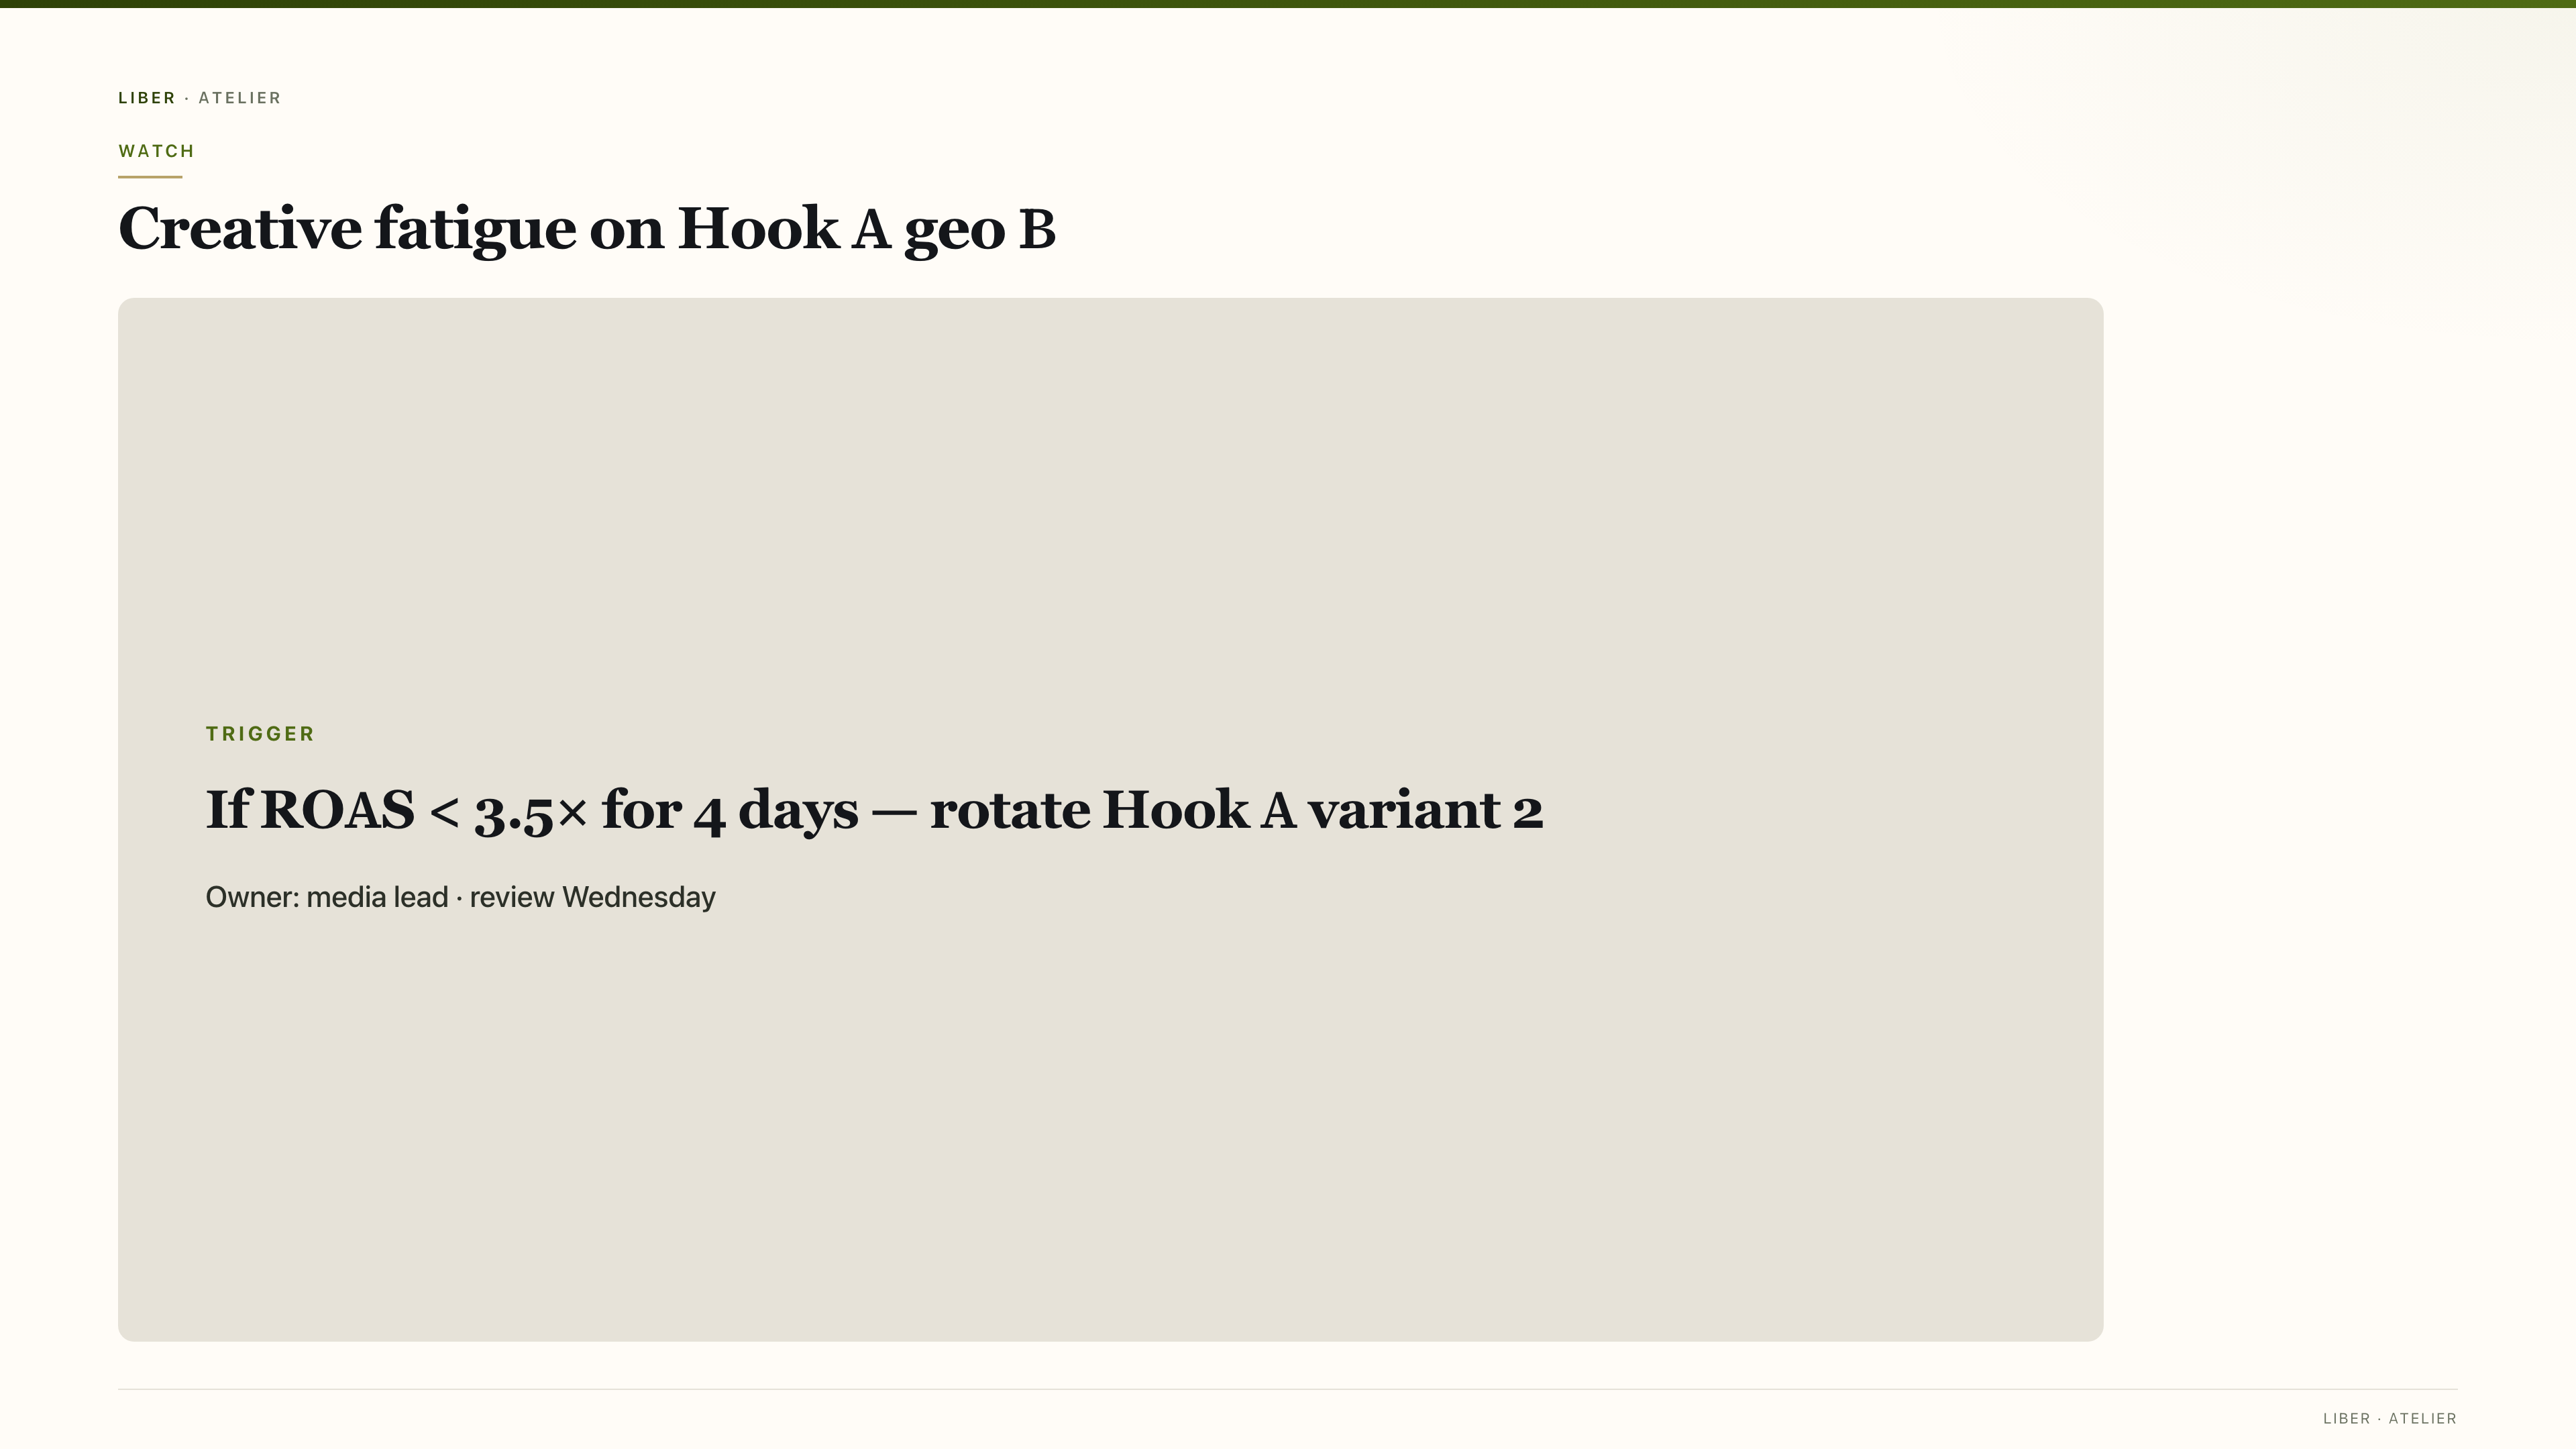 LIBER · ATELIER
WATCH
Creative fatigue on Hook A geo B
TRIGGER
If ROAS < 3.5× for 4 days — rotate Hook A variant 2
Owner: media lead · review Wednesday
LIBER · ATELIER